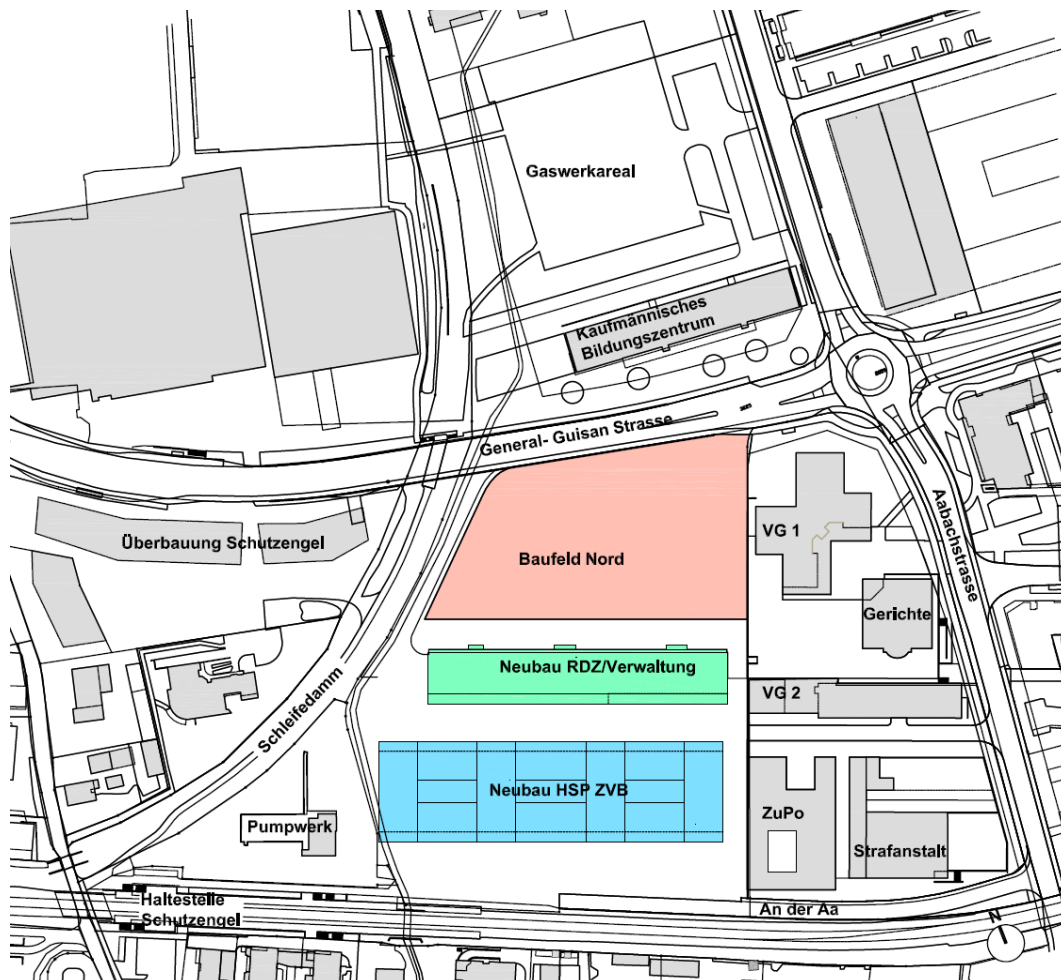 Gaswerkareal
Kaufmännisches
Bildungszentrum
General- Guisan Strasse
Aabachstrasse
Überbauung Schutzengel
Baufeld Nord
VG 1
Gerichte
Neubau RDZ/Verwaltung
VG 2
Schleifedamm
Neubau HSP ZVB
Pumpwerk
ZuPo
Strafanstalt
Haltestelle
Schutzengel
An der Aa
N